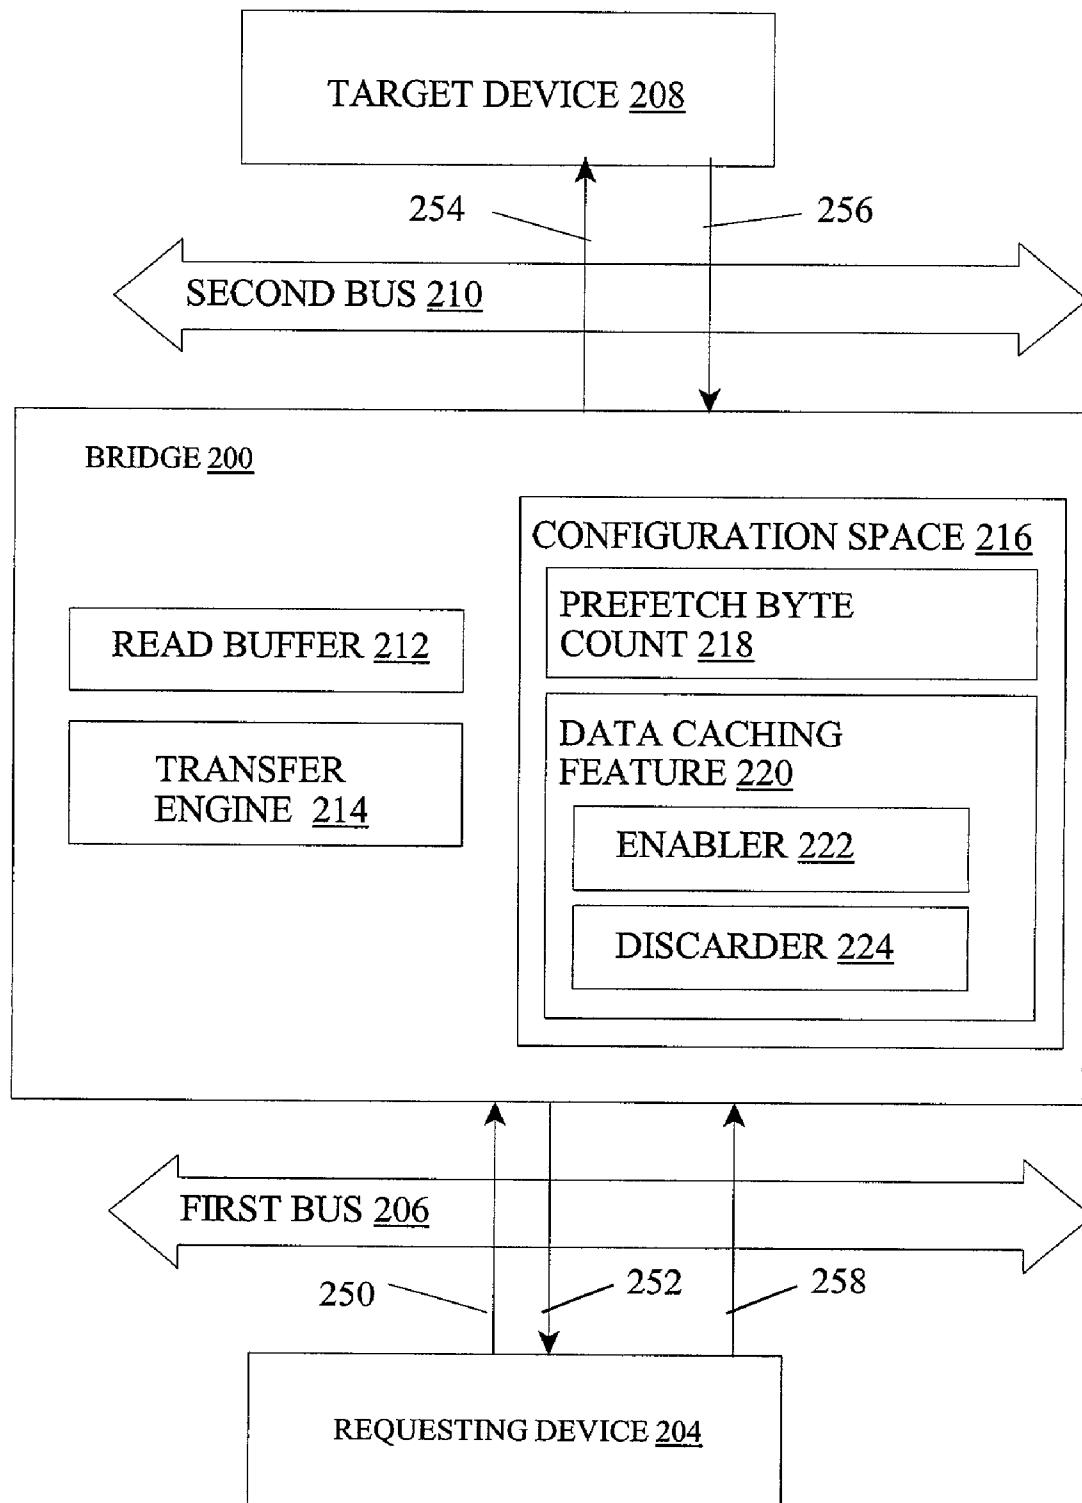 TARGET DEVICE 208
254
256
SECOND BUS 210
BRIDGE 200
CONFIGURATION SPACE 216
PREFETCH BYTE
COUNT 218
READ BUFFER 212
DATA CACHING
FEATURE 220
TRANSFER
ENGINE 214
ENABLER 222
DISCARDER 224
FIRST BUS 206
250
252
258
REQUESTING DEVICE 204